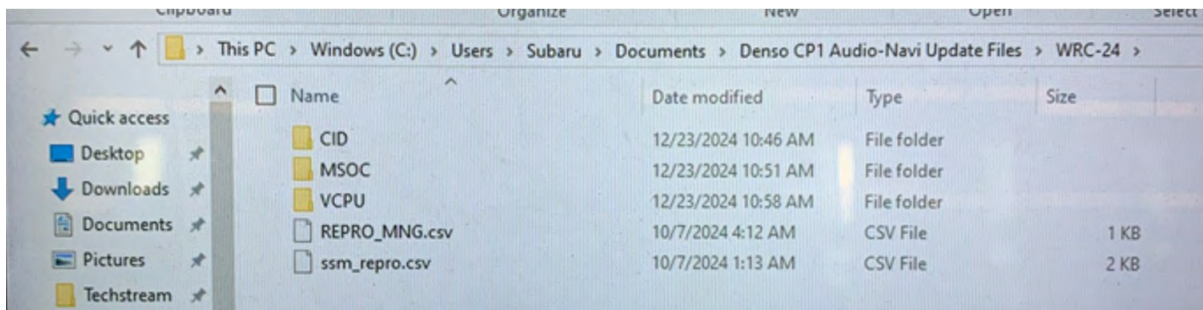 Clipboard Organize New Open Select
This PC > Windows (C:) > Users > Subaru > Documents > Denso CP1 Audio-Navi Update Files > WRC-24 >
Name Date modified Type Size
Quick access
Desktop
Downloads
Documents
Pictures
Techstream
CID 12/23/2024 10:46 AM File folder
MSOC 12/23/2024 10:51 AM File folder
VCPU 12/23/2024 10:58 AM File folder
REPRO_MNG.csv 10/7/2024 4:12 AM CSV File 1 KB
ssm_repro.csv 10/7/2024 1:13 AM CSV File 2 KB